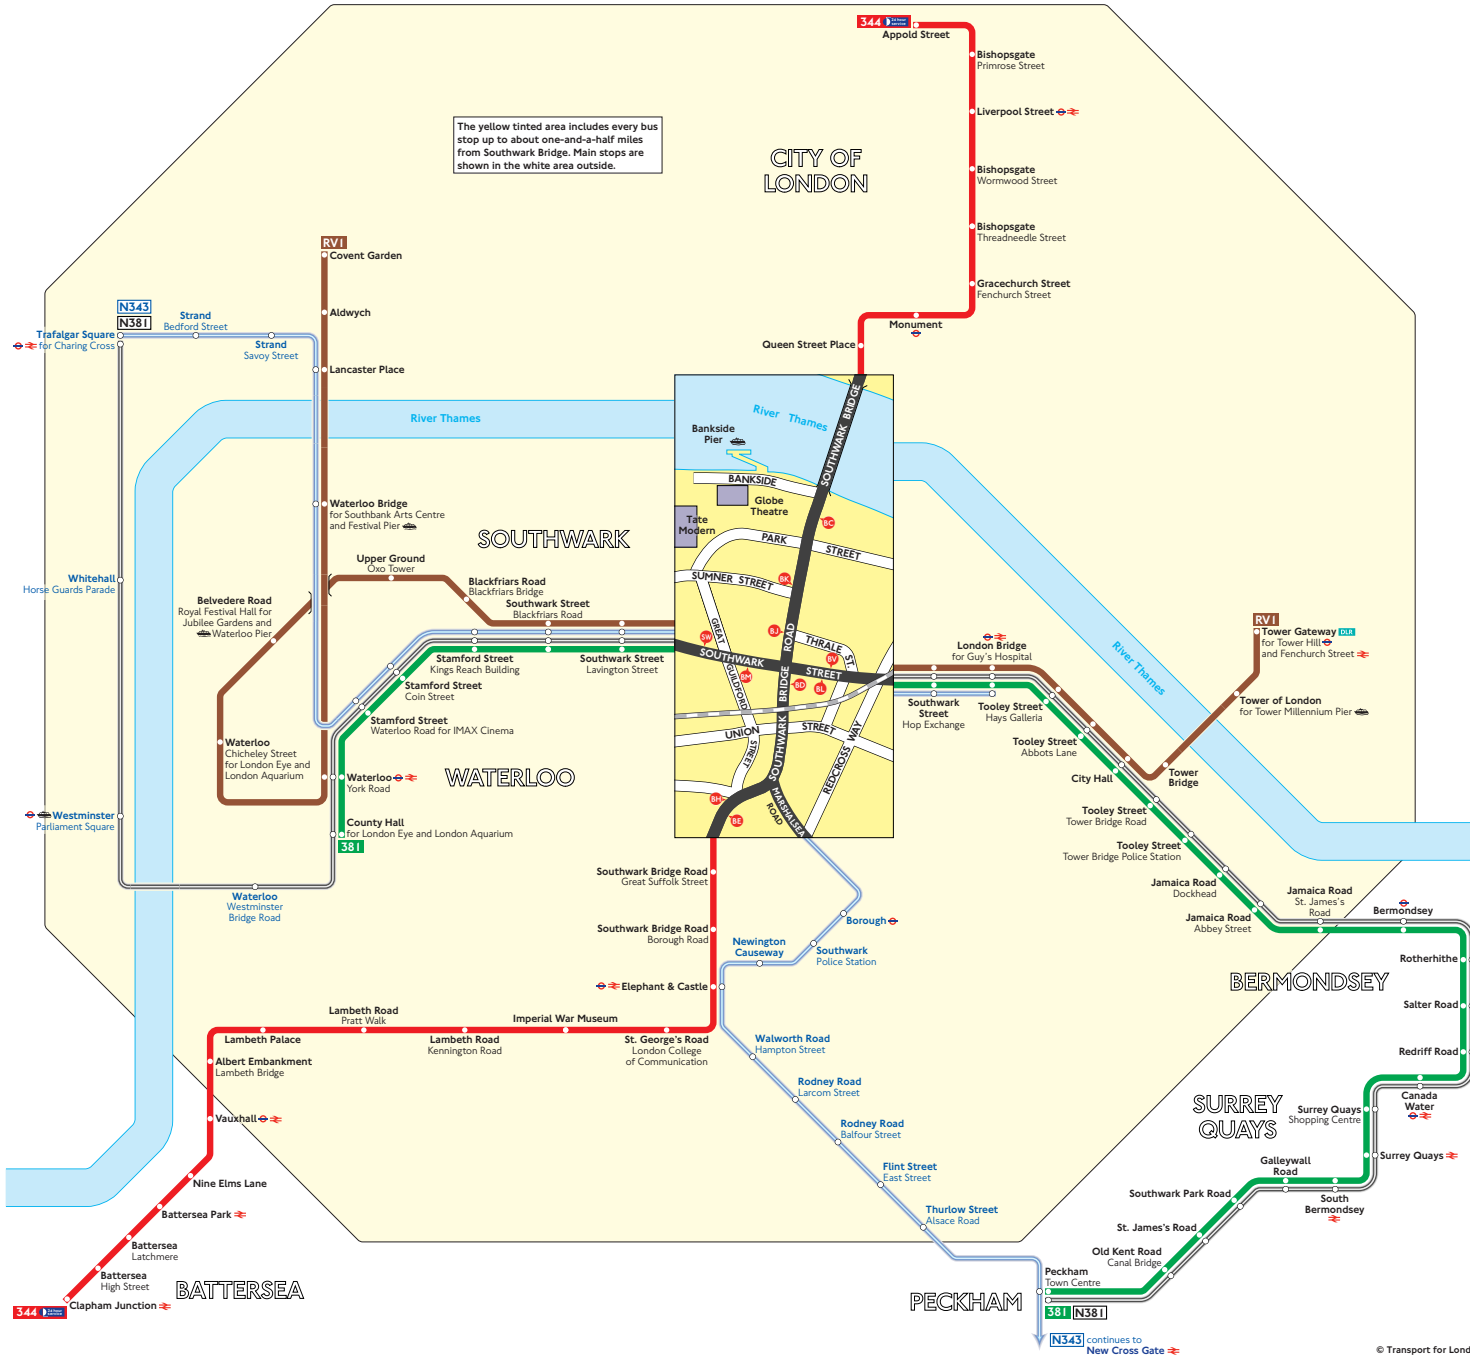 344 24 hour service
Appold Street
Bishopsgate
Primrose Street
Liverpool Street
Bishopsgate
Wormwood Street
Bishopsgate
Threadneedle Street
Gracechurch Street
Fenchurch Street
Monument
Queen Street Place
The yellow tinted area includes every bus
stop up to about one-and-a-half miles
from Southwark Bridge. Main stops are
shown in the white area outside.
CITY OF
LONDON
RV1
Covent Garden
Aldwych
Lancaster Place
N343
N381
Trafalgar Square
for Charing Cross
Strand
Bedford Street
Strand
Savoy Street
River Thames
Waterloo Bridge
for Southbank Arts Centre
and Festival Pier
SOUTHWARK
Upper Ground
Oxo Tower
Blackfriars Road
Blackfriars Bridge
Southwark Street
Blackfriars Road
Whitehall
Horse Guards Parade
Belvedere Road
Royal Festival Hall for
Jubilee Gardens and
Waterloo Pier
Stamford Street
Kings Reach Building
Southwark Street
Lavington Street
Stamford Street
Coin Street
Stamford Street
Waterloo Road for IMAX Cinema
Waterloo
Chicheley Street
for London Eye and
London Aquarium
Waterloo
York Road
WATERLOO
County Hall
for London Eye and London Aquarium
381
Westminster
Parliament Square
Waterloo
Westminster
Bridge Road
River Thames
Bankside
Pier
SOUTHWARK BRIDGE
BANKSIDE
Globe
Theatre
Tate
Modern
BC
PARK STREET
SUMNER STREET
BK
GREAT GUILDFORD STREET
SW
BJ
THRALE ST.
BV
SOUTHWARK STREET
BM
BD
BL
SOUTHWARK BRIDGE ROAD
UNION STREET
REDCROSS WAY
BH
BE
MARSHALSEA
ROAD
London Bridge
for Guy's Hospital
Southwark
Street
Hop Exchange
Tooley Street
Hays Galleria
Tooley Street
Abbots Lane
City Hall
Tooley Street
Tower Bridge Road
Tooley Street
Tower Bridge Police Station
Jamaica Road
Dockhead
Jamaica Road
Abbey Street
Jamaica Road
St. James's
Road
Bermondsey
RV1
Tower Gateway DLR
for Tower Hill
and Fenchurch Street
River Thames
Tower of London
for Tower Millennium Pier
Tower
Bridge
BERMONDSEY
Rotherhithe
Salter Road
Redriff Road
Canada
Water
SURREY
QUAYS
Surrey Quays
Shopping Centre
Surrey Quays
Galleywall
Road
South
Bermondsey
Southwark Park Road
St. James's Road
Old Kent Road
Canal Bridge
Peckham
Town Centre
PECKHAM
381 N381
N343 continues to
New Cross Gate
Southwark Bridge Road
Great Suffolk Street
Southwark Bridge Road
Borough Road
Elephant & Castle
Borough
Southwark
Police Station
Newington
Causeway
Walworth Road
Hampton Street
Rodney Road
Larcom Street
Rodney Road
Balfour Street
Flint Street
East Street
Thurlow Street
Alsace Road
St. George's Road
London College
of Communication
Imperial War Museum
Lambeth Road
Kennington Road
Lambeth Road
Pratt Walk
Lambeth Palace
Albert Embankment
Lambeth Bridge
Vauxhall
Nine Elms Lane
Battersea Park
Battersea
Latchmere
Battersea
High Street
BATTERSEA
Clapham Junction
344 24 hour service
© Transport for Lond